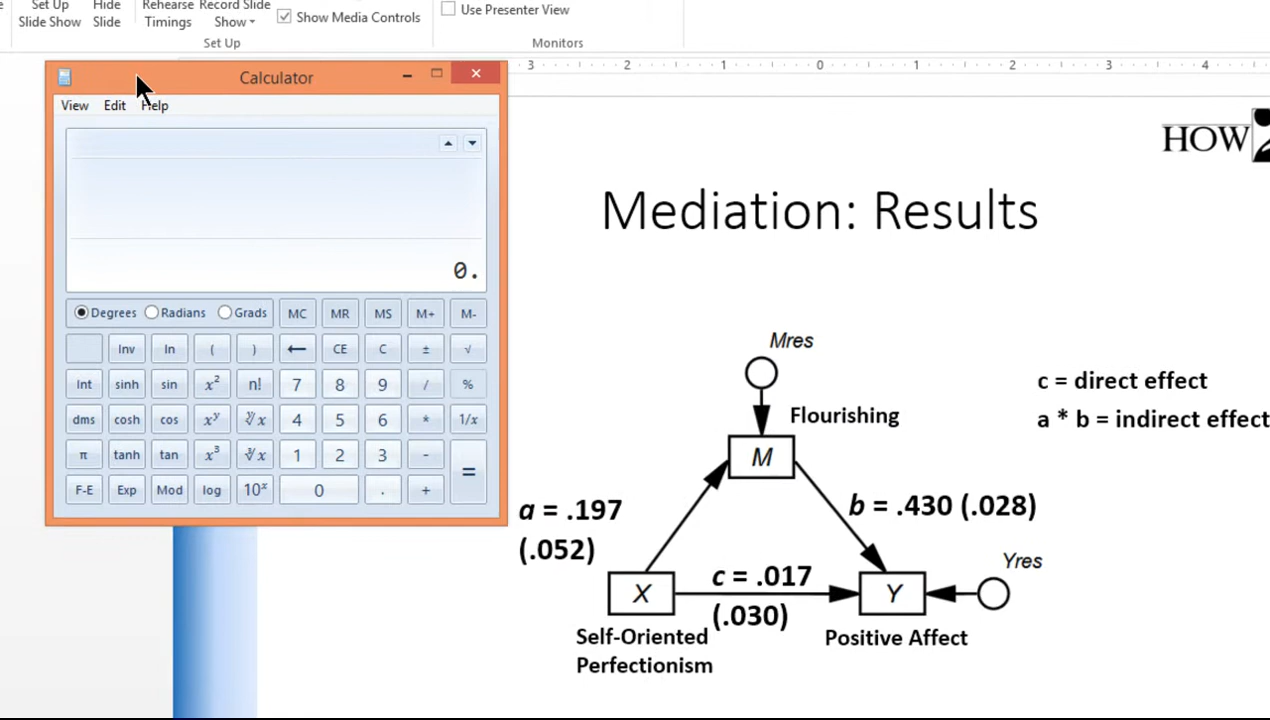 Set Up
Slide Show
Hide
Slide
Rehearse
Timings
Record Slide
Show
Show Media Controls
Use Presenter View
Set Up
Monitors
3 2 1 0 1 2 3 4
Calculator
View Edit Help
0.
Degrees Radians Grads MC MR MS M+ M-
Inv ln ( ) ← CE C ± √
Int sinh sin x² n! 7 8 9 / %
dms cosh cos xʸ ʸ√x 4 5 6 * 1/x
π tanh tan x³ ³√x 1 2 3 - =
F-E Exp Mod log 10ˣ 0 . +
HOW2
Mediation: Results
Mres
Flourishing
M
c = direct effect
a * b = indirect effect
a = .197
(.052)
b = .430 (.028)
Yres
c = .017
(.030)
X
Y
Self-Oriented
Perfectionism
Positive Affect